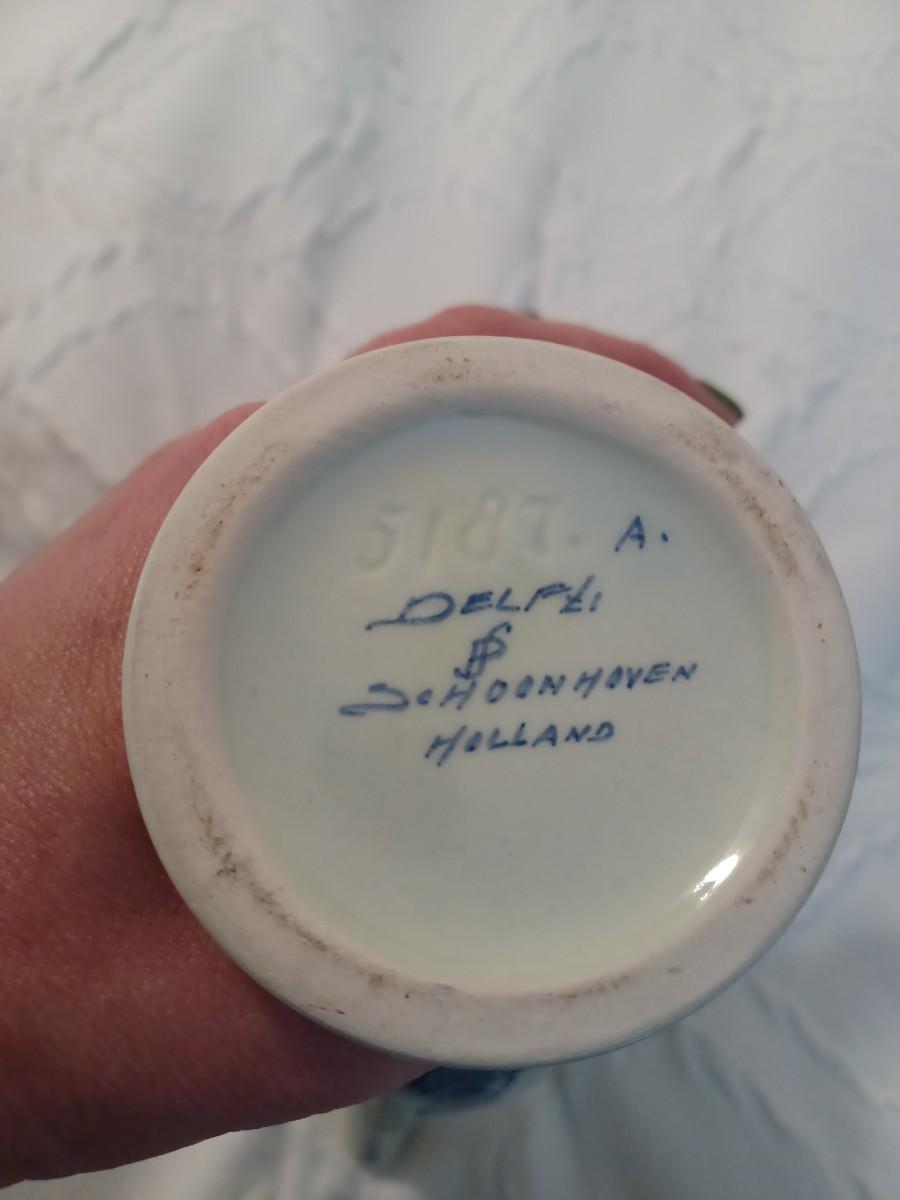 5187. A.
DELFT.
SCHOONHOVEN
HOLLAND